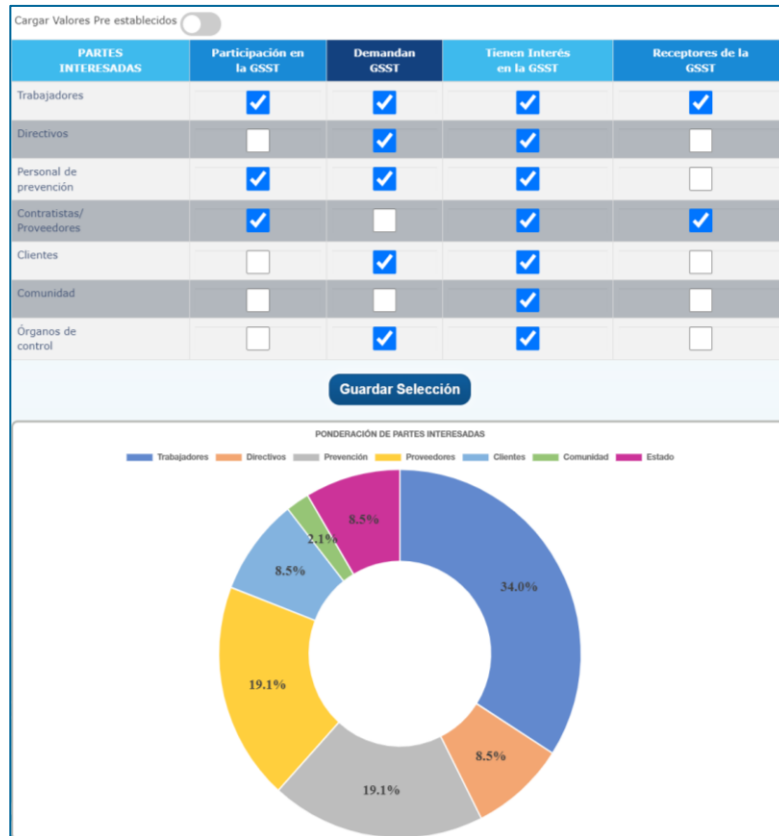 Cargar Valores Pre establecidos
PARTES INTERESADAS
Participación en la GSST
Demandan GSST
Tienen Interés en la GSST
Receptores de la GSST
Trabajadores
Directivos
Personal de prevención
Contratistas/ Proveedores
Clientes
Comunidad
Órganos de control
Guardar Selección
PONDERACIÓN DE PARTES INTERESADAS
Trabajadores Directivos Prevención Proveedores Clientes Comunidad Estado
8.5%
2.1%
8.5%
34.0%
19.1%
8.5%
19.1%